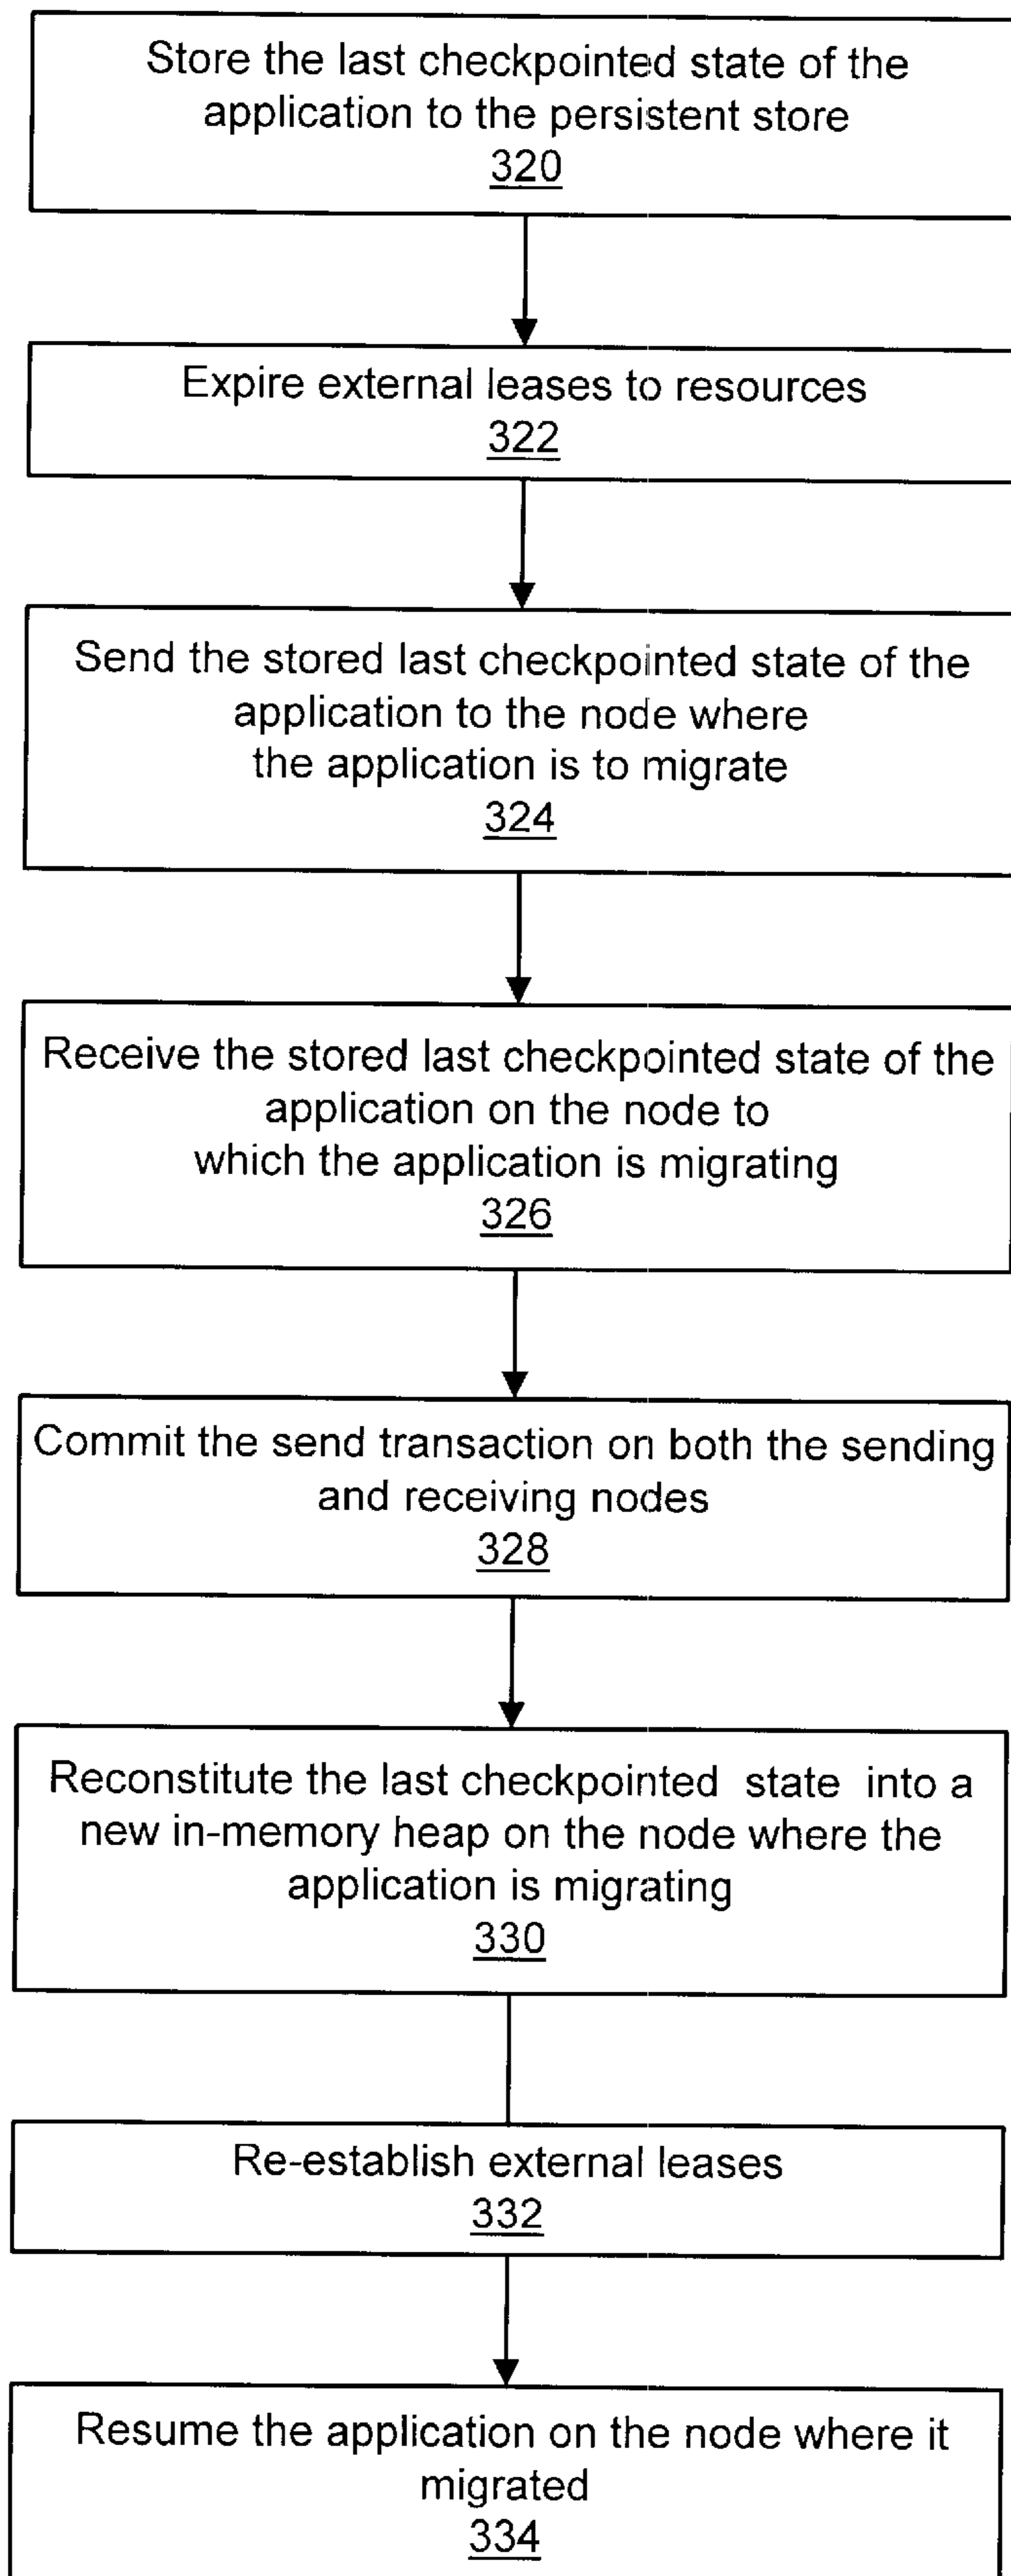 Store the last checkpointed state of the
application to the persistent store
320
Expire external leases to resources
322
Send the stored last checkpointed state of the
application to the node where
the application is to migrate
324
Receive the stored last checkpointed state of the
application on the node to
which the application is migrating
326
Commit the send transaction on both the sending
and receiving nodes
328
Reconstitute the last checkpointed state into a
new in-memory heap on the node where the
application is migrating
330
Re-establish external leases
332
Resume the application on the node where it
migrated
334